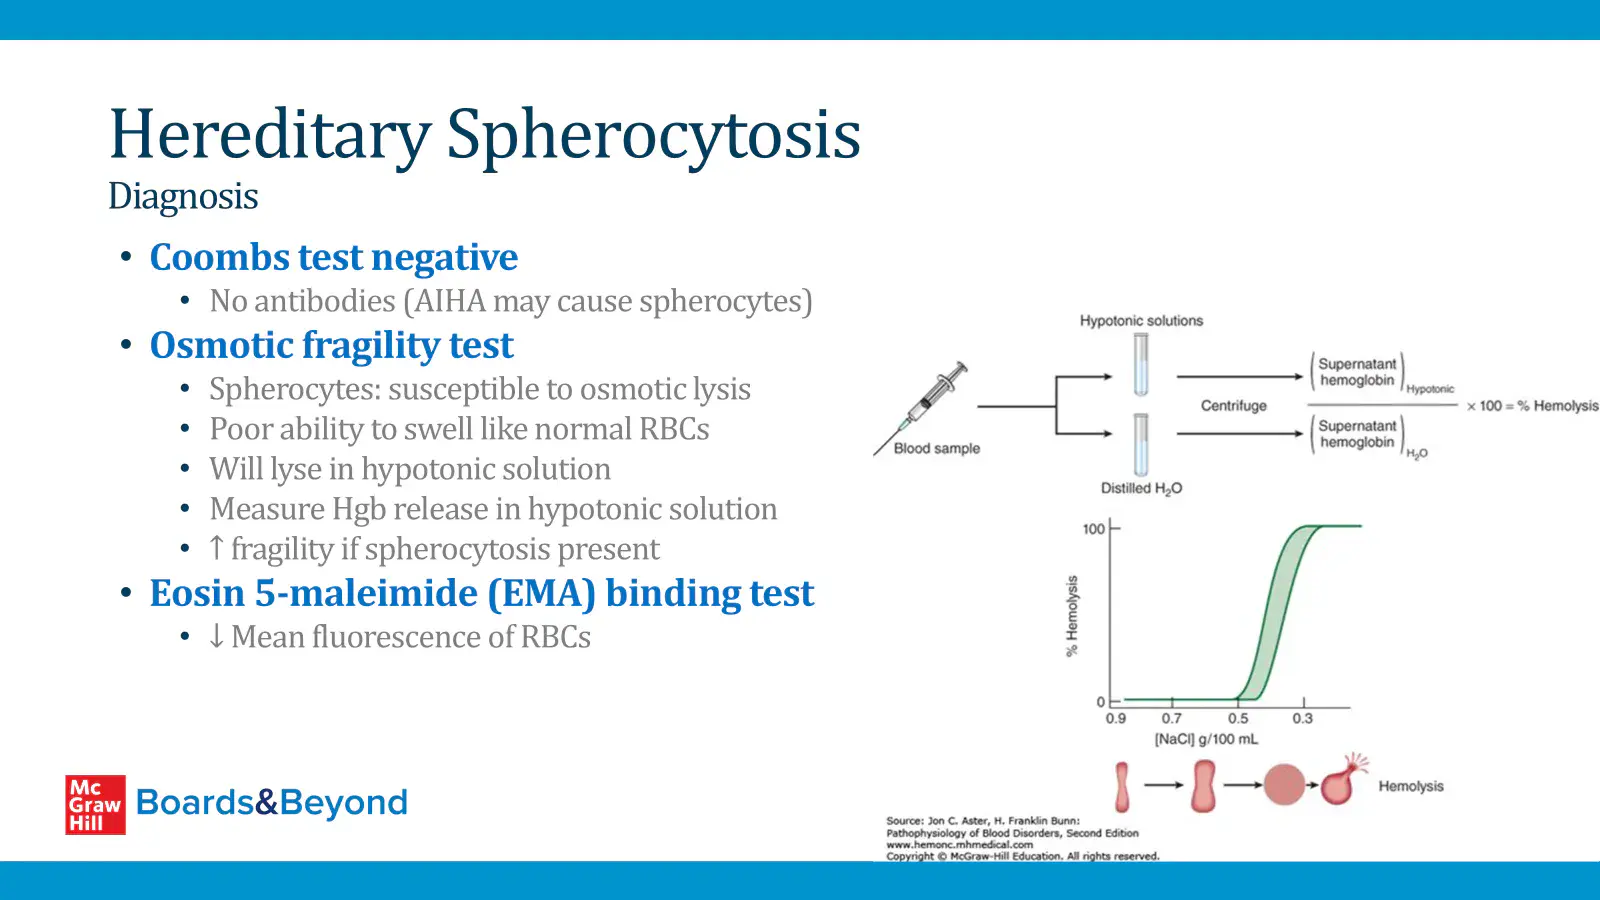 Hereditary Spherocytosis
Diagnosis
• Coombs test negative
• No antibodies (AIHA may cause spherocytes)
• Osmotic fragility test
• Spherocytes: susceptible to osmotic lysis
• Poor ability to swell like normal RBCs
• Will lyse in hypotonic solution
• Measure Hgb release in hypotonic solution
• ↑ fragility if spherocytosis present
• Eosin 5-maleimide (EMA) binding test
• ↓ Mean fluorescence of RBCs
Hypotonic solutions
Blood sample
Distilled H₂O
Centrifuge
(Supernatant
hemoglobin) Hypotonic
(Supernatant
hemoglobin) H₂O
× 100 = % Hemolysis
% Hemolysis
100
0
0.9 0.7 0.5 0.3
[NaCl] g/100 mL
Hemolysis
Source: Jon C. Aster, H. Franklin Bunn:
Pathophysiology of Blood Disorders, Second Edition
www.hemonc.mhmedical.com
Copyright © McGraw-Hill Education. All rights reserved.
Mc
Graw
Hill
Boards&Beyond